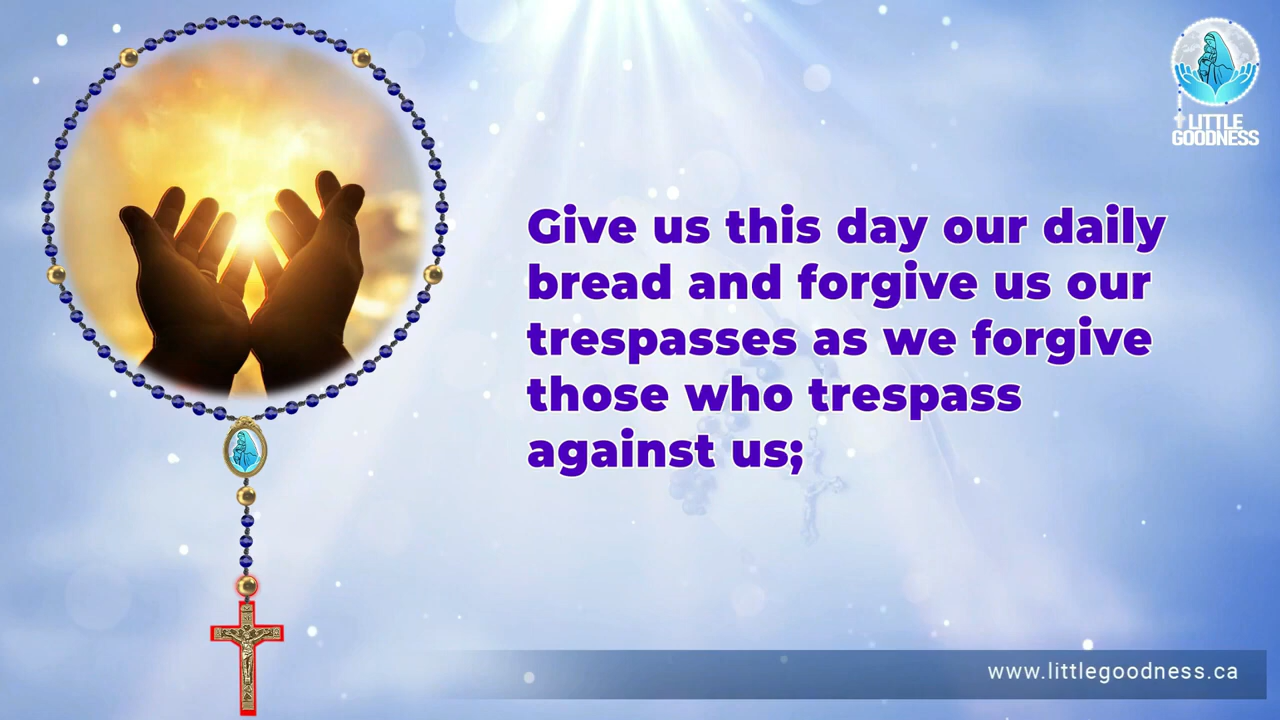 LITTLE
GOODNESS
Give us this day our daily
bread and forgive us our
trespasses as we forgive
those who trespass
against us;
www.littlegoodness.ca